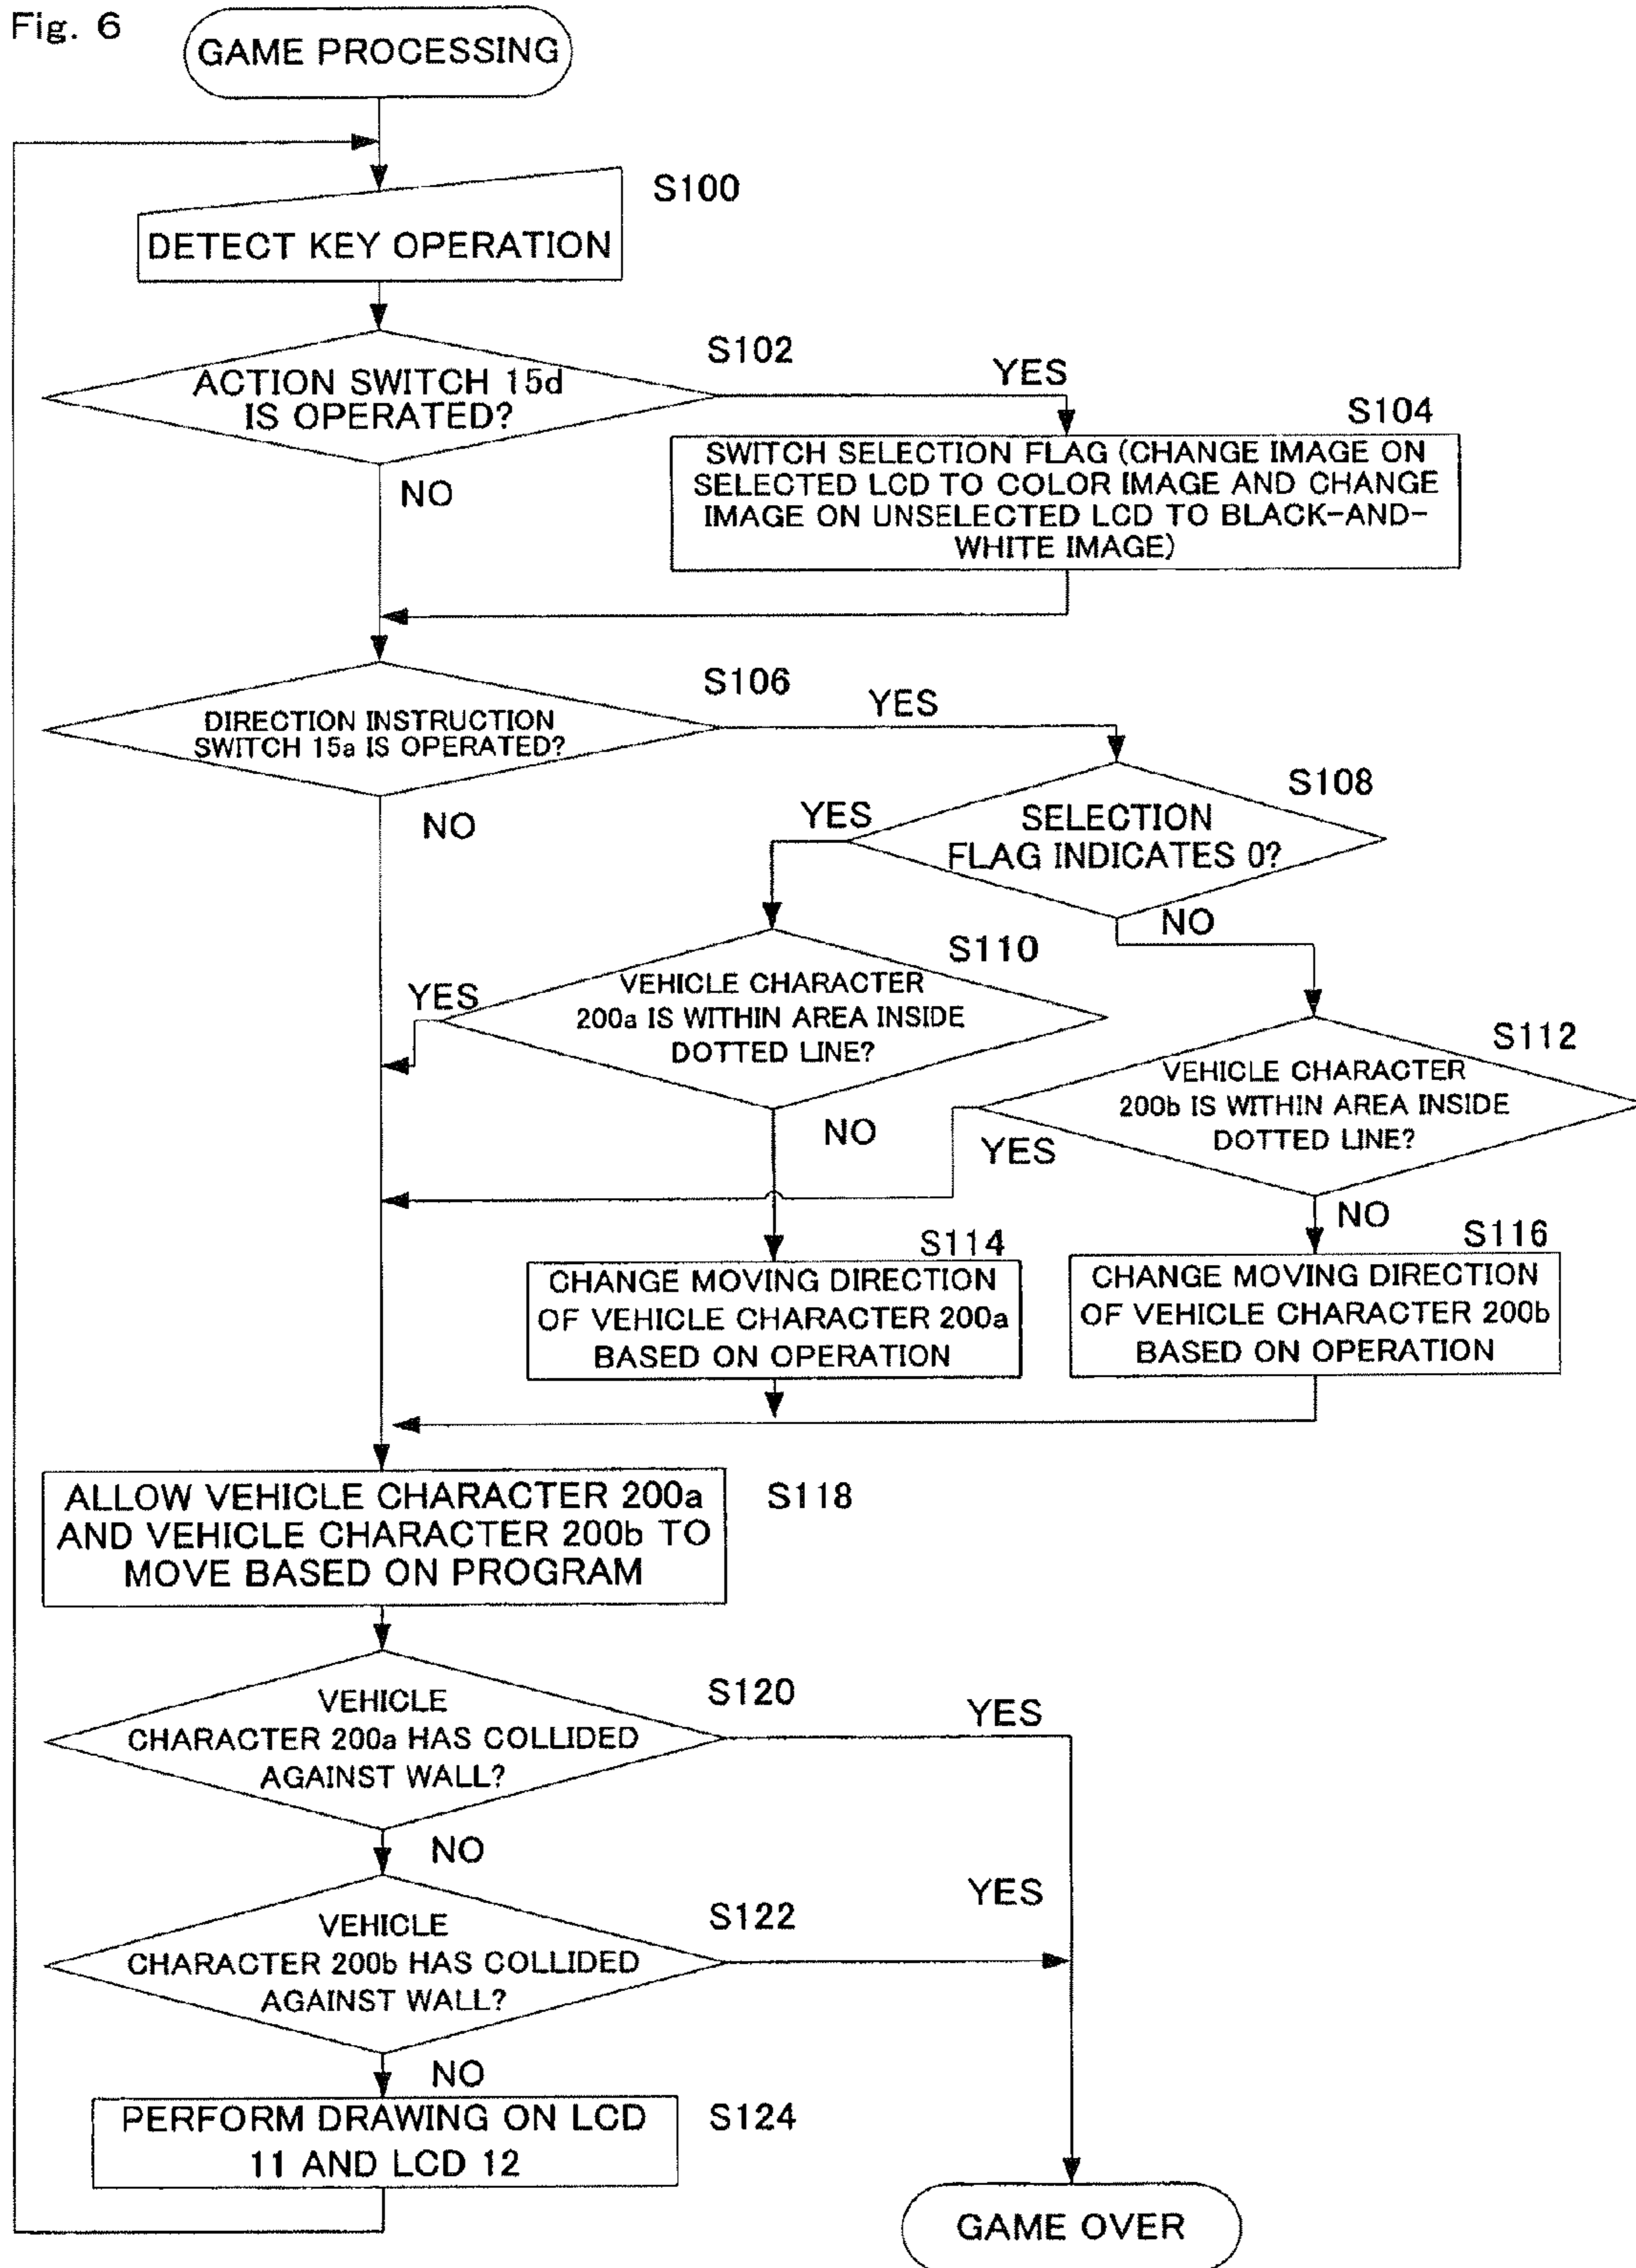 Fig. 6
GAME PROCESSING
S100
DETECT KEY OPERATION
S102
ACTION SWITCH 15d
IS OPERATED?
YES
NO
S104
SWITCH SELECTION FLAG (CHANGE IMAGE ON
SELECTED LCD TO COLOR IMAGE AND CHANGE
IMAGE ON UNSELECTED LCD TO BLACK-AND-
WHITE IMAGE)
S106
DIRECTION INSTRUCTION
SWITCH 15a IS OPERATED?
YES
NO
S108
SELECTION
FLAG INDICATES 0?
YES
NO
S110
VEHICLE CHARACTER
200a IS WITHIN AREA INSIDE
DOTTED LINE?
YES
NO
S112
VEHICLE CHARACTER
200b IS WITHIN AREA INSIDE
DOTTED LINE?
YES
NO
S114
CHANGE MOVING DIRECTION
OF VEHICLE CHARACTER 200a
BASED ON OPERATION
S116
CHANGE MOVING DIRECTION
OF VEHICLE CHARACTER 200b
BASED ON OPERATION
S118
ALLOW VEHICLE CHARACTER 200a
AND VEHICLE CHARACTER 200b TO
MOVE BASED ON PROGRAM
S120
VEHICLE
CHARACTER 200a HAS COLLIDED
AGAINST WALL?
YES
NO
S122
VEHICLE
CHARACTER 200b HAS COLLIDED
AGAINST WALL?
YES
NO
S124
PERFORM DRAWING ON LCD
11 AND LCD 12
GAME OVER